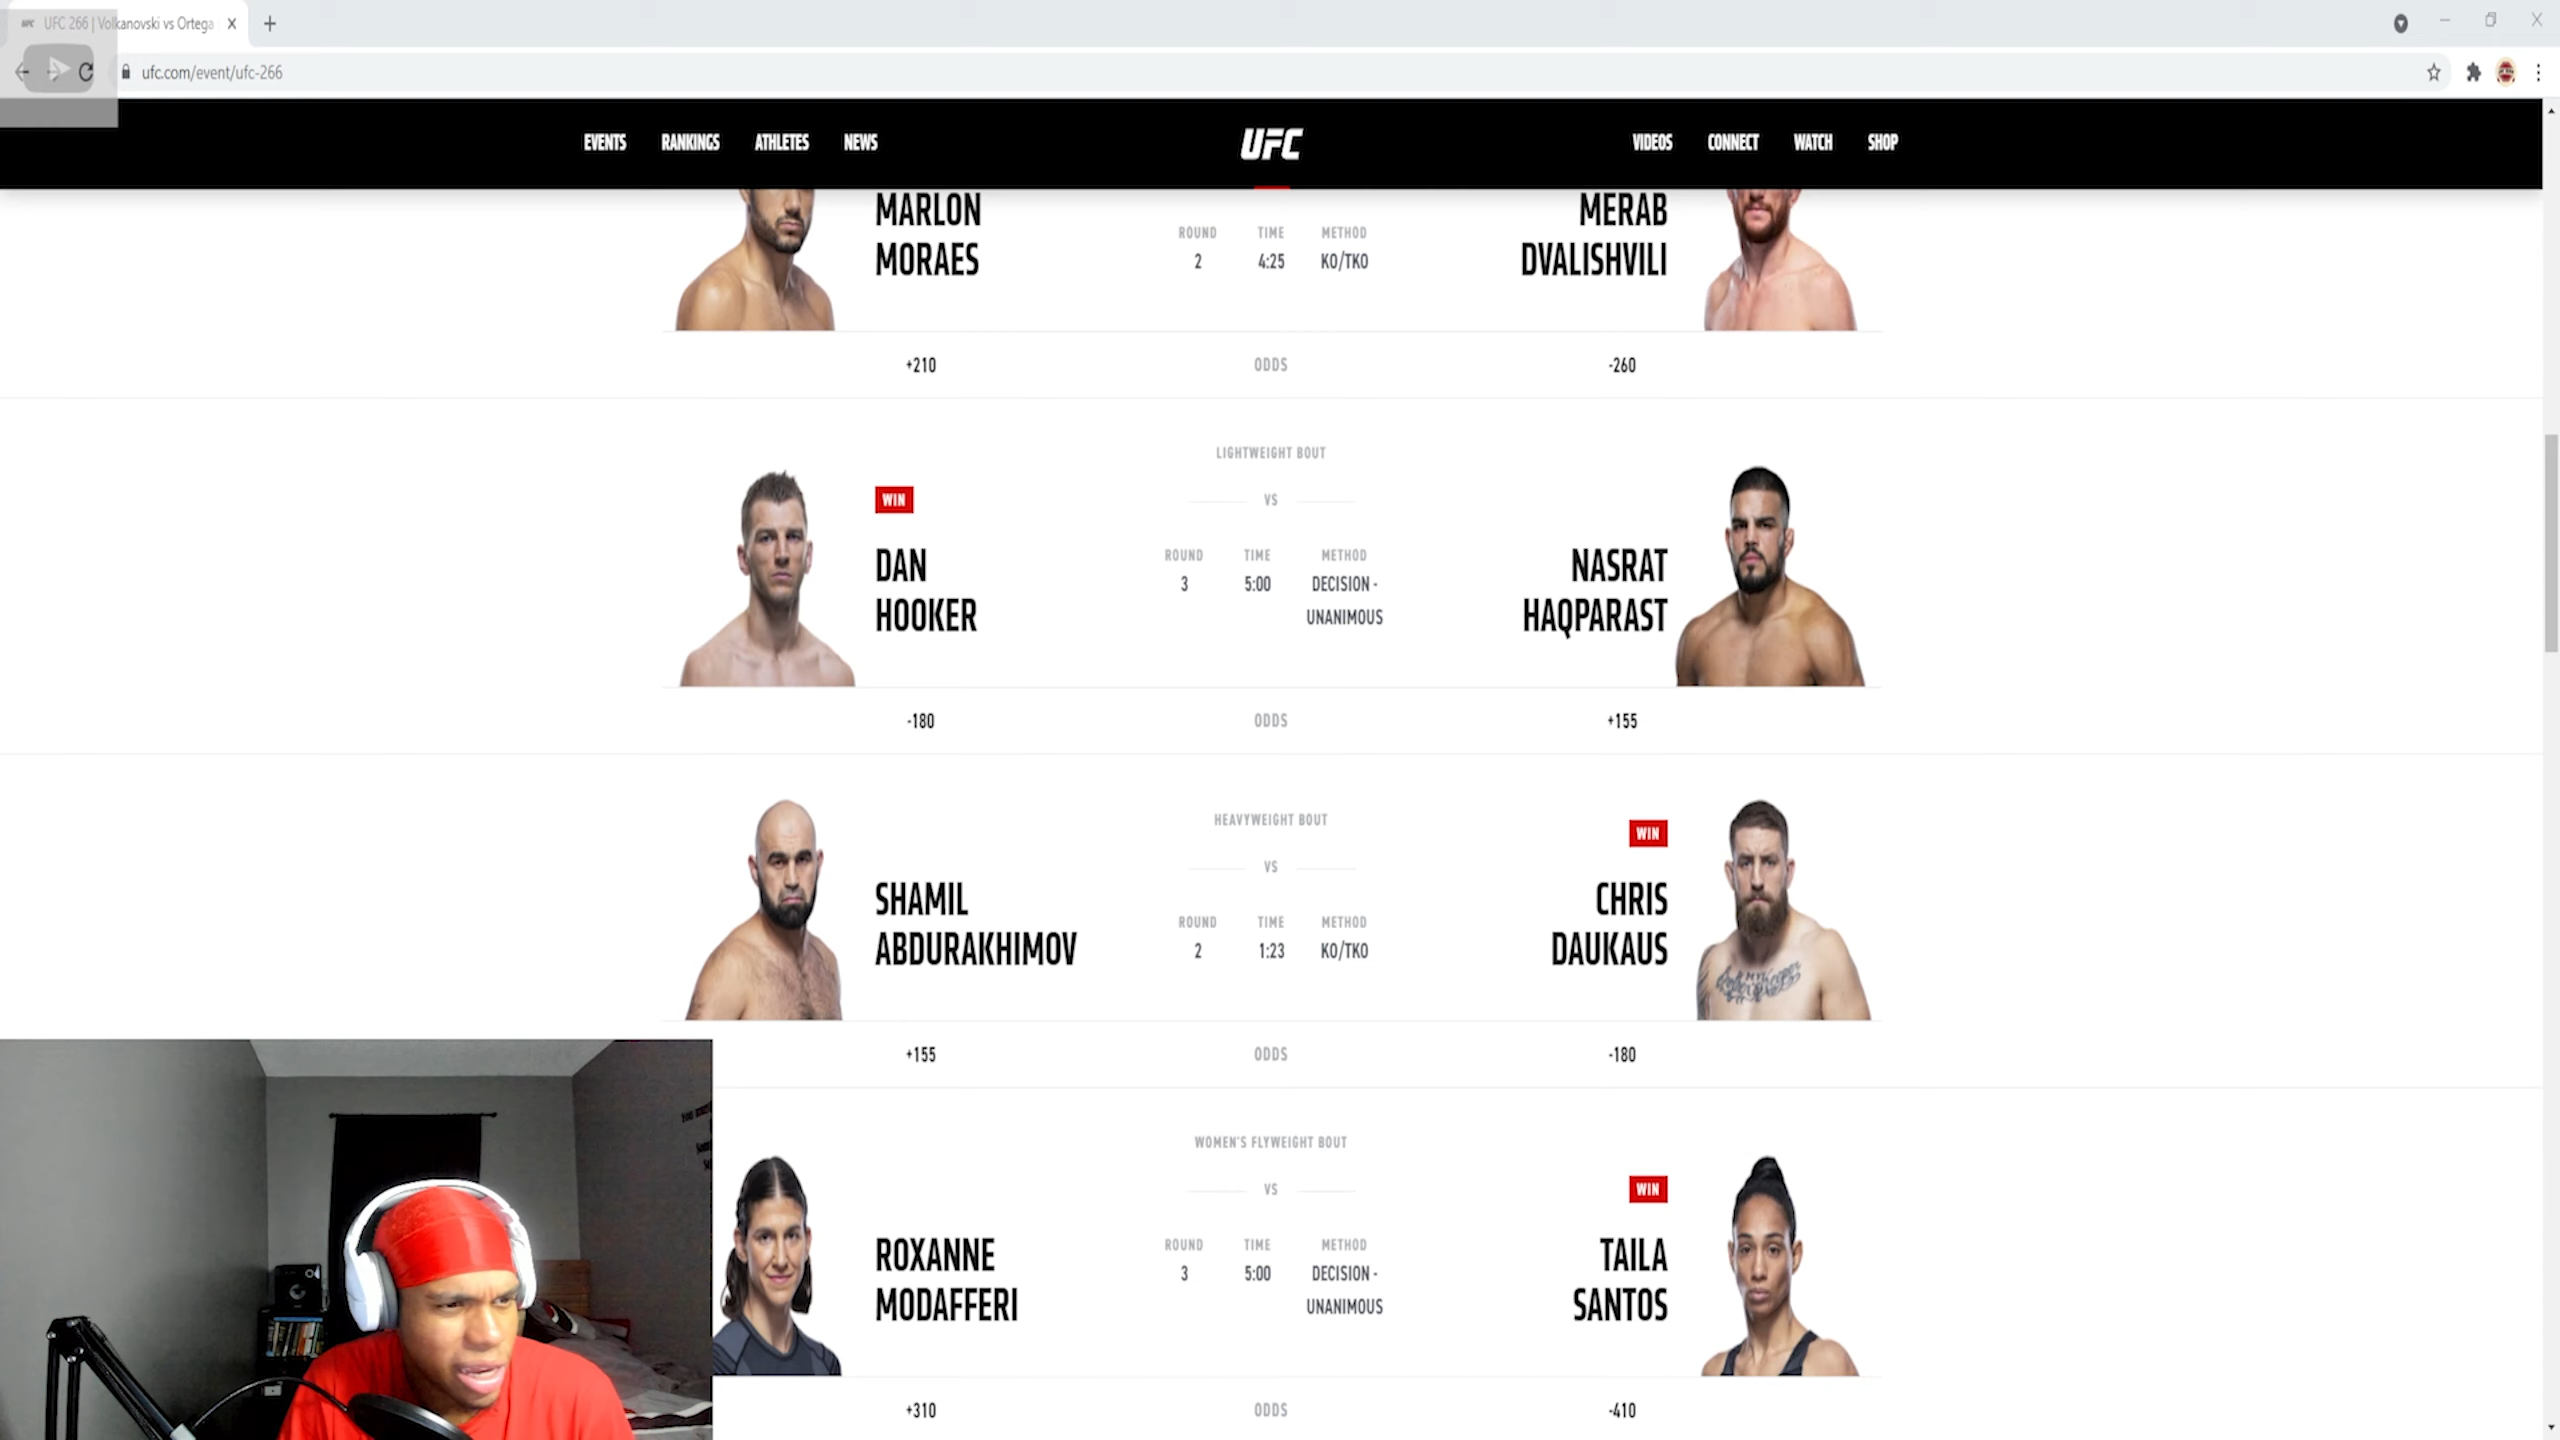 UFC 266 | Volkanovski vs Ortega
ufc.com/event/ufc-266
EVENTS RANKINGS ATHLETES NEWS UFC VIDEOS CONNECT WATCH SHOP
MARLON
MORAES
ROUND TIME METHOD
2 4:25 KO/TKO
MERAB
DVALISHVILI
+210 ODDS -260
LIGHTWEIGHT BOUT
VS
WIN
DAN
HOOKER
ROUND TIME METHOD
3 5:00 DECISION -
UNANIMOUS
NASRAT
HAQPARAST
-180 ODDS +155
HEAVYWEIGHT BOUT
VS
WIN
SHAMIL
ABDURAKHIMOV
ROUND TIME METHOD
2 1:23 KO/TKO
CHRIS
DAUKAUS
+155 ODDS -180
WOMEN'S FLYWEIGHT BOUT
VS
WIN
ROXANNE
MODAFFERI
ROUND TIME METHOD
3 5:00 DECISION -
UNANIMOUS
TAILA
SANTOS
+310 ODDS -410